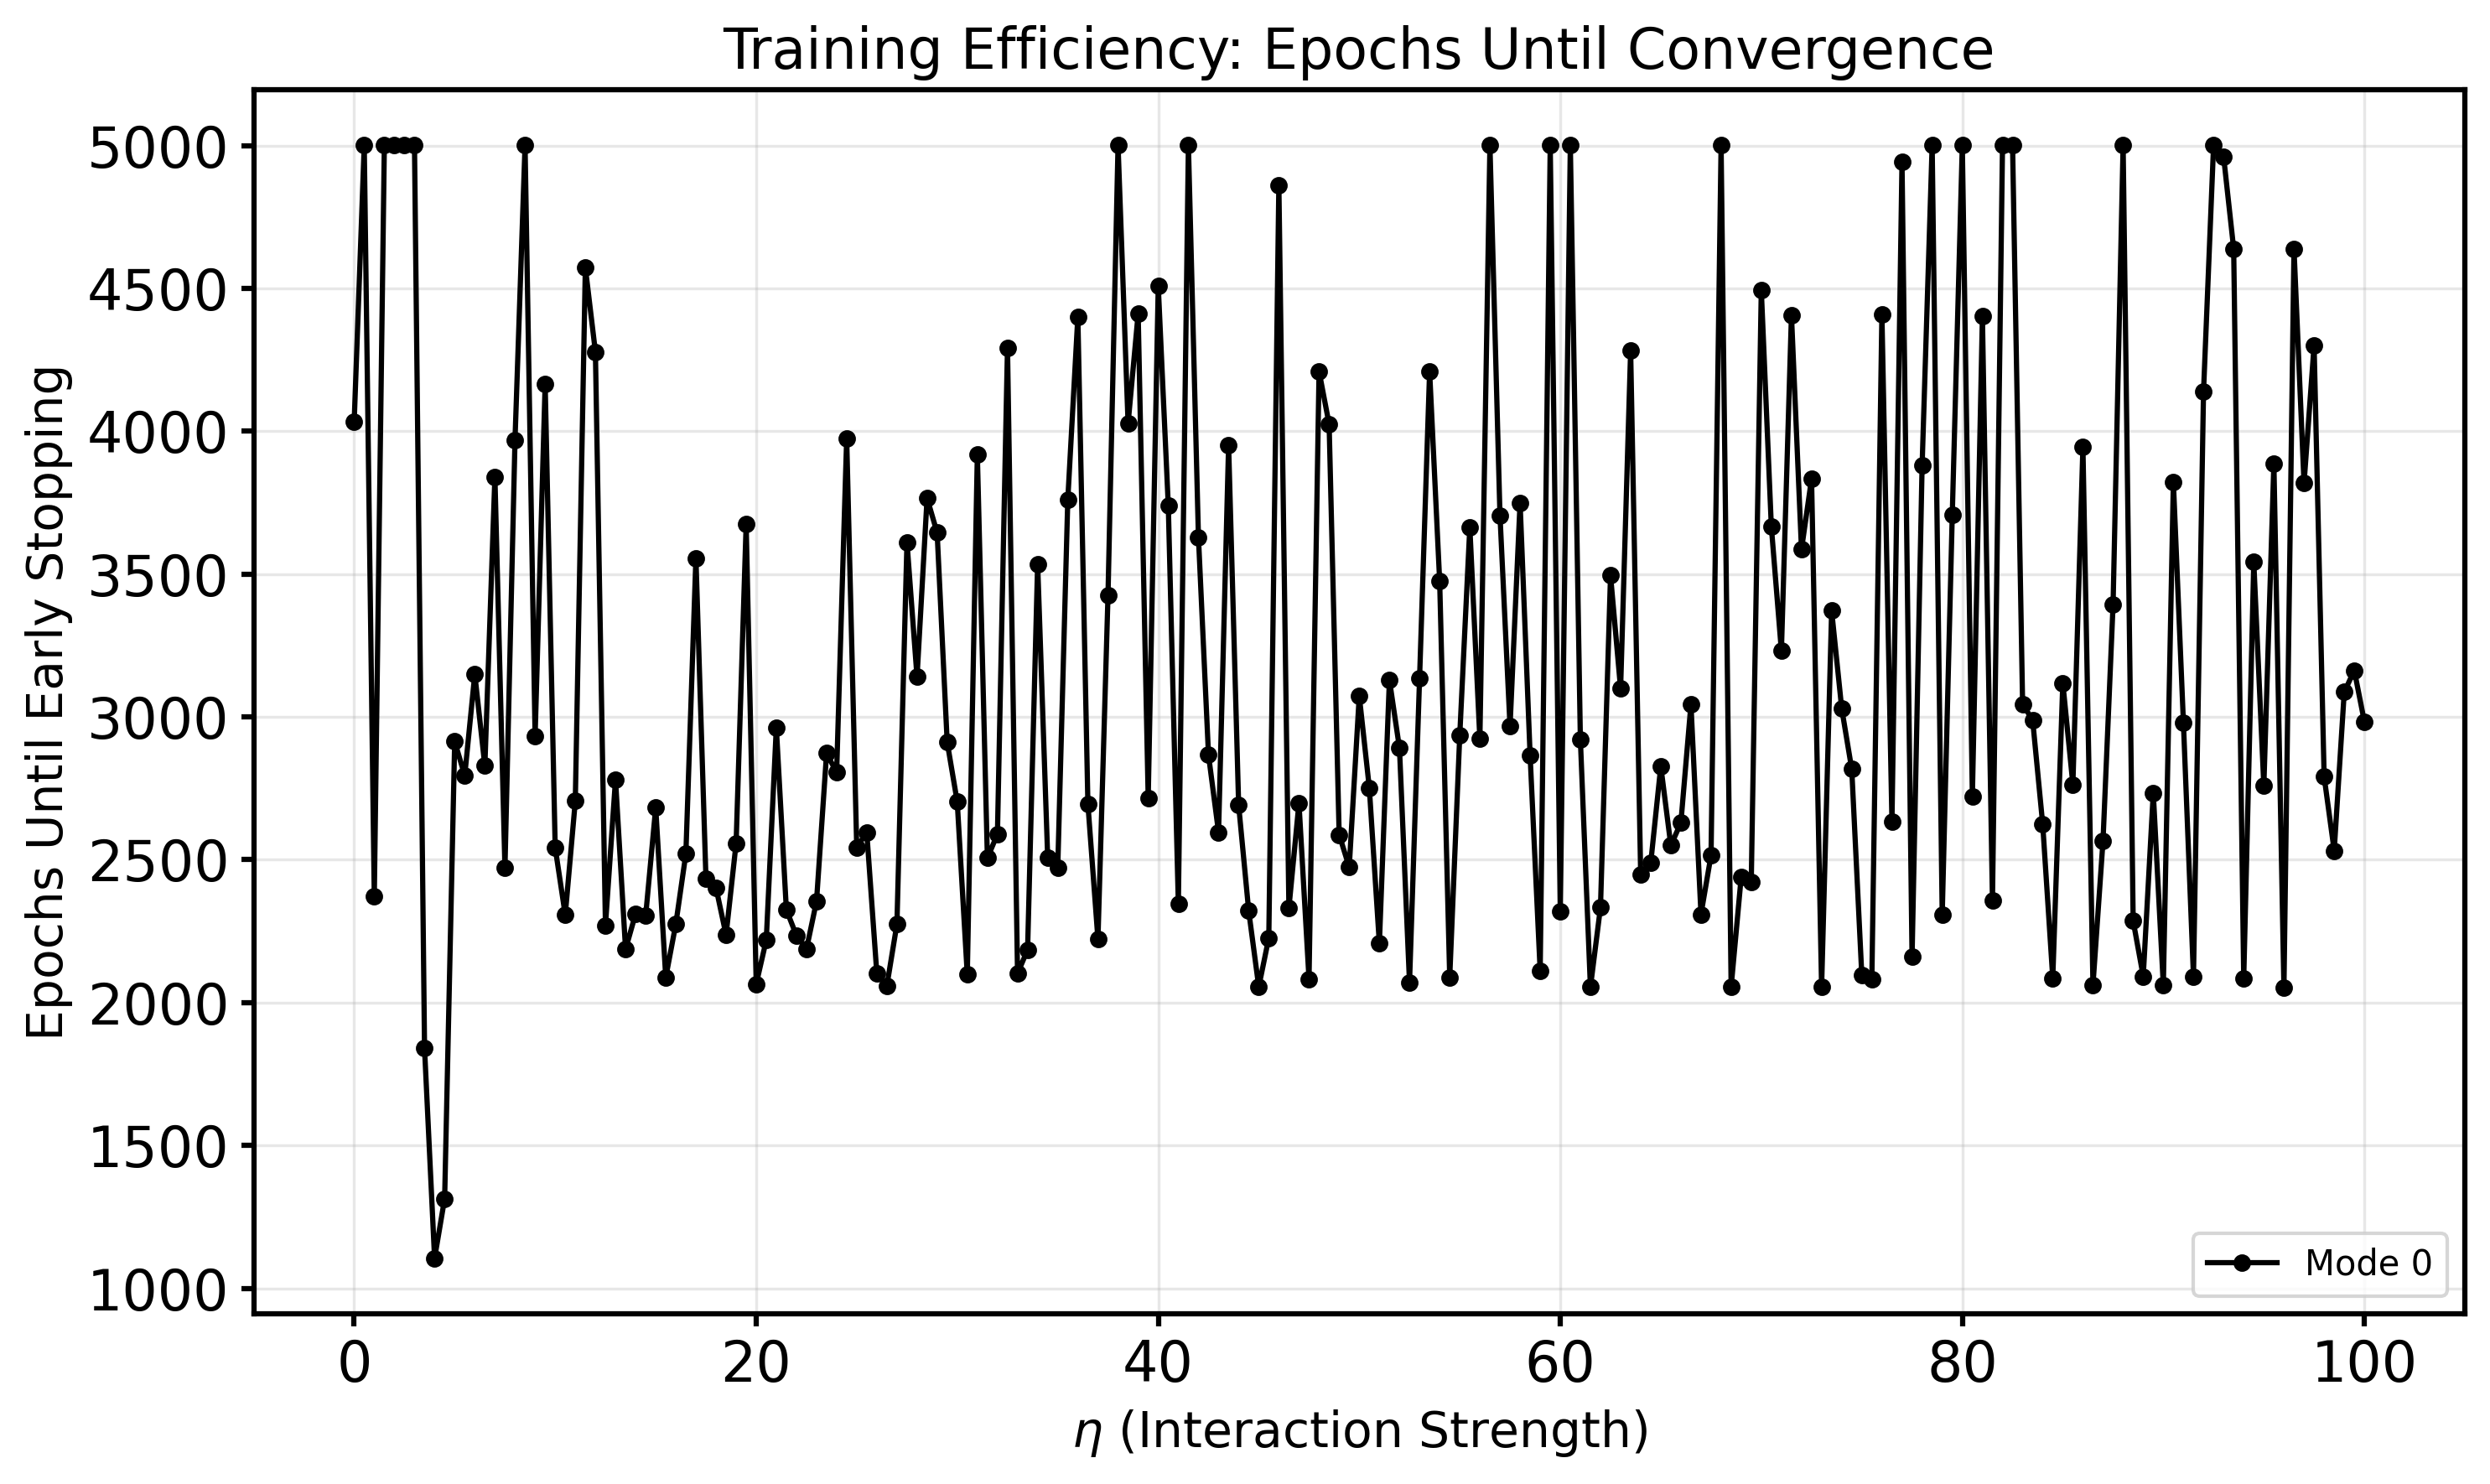 Training Efficiency: Epochs Until Convergence
Epochs Until Early Stopping
5000
4500
4000
3500
3000
2500
2000
1500
1000
Mode 0
0 20 40 60 80 100
η (Interaction Strength)